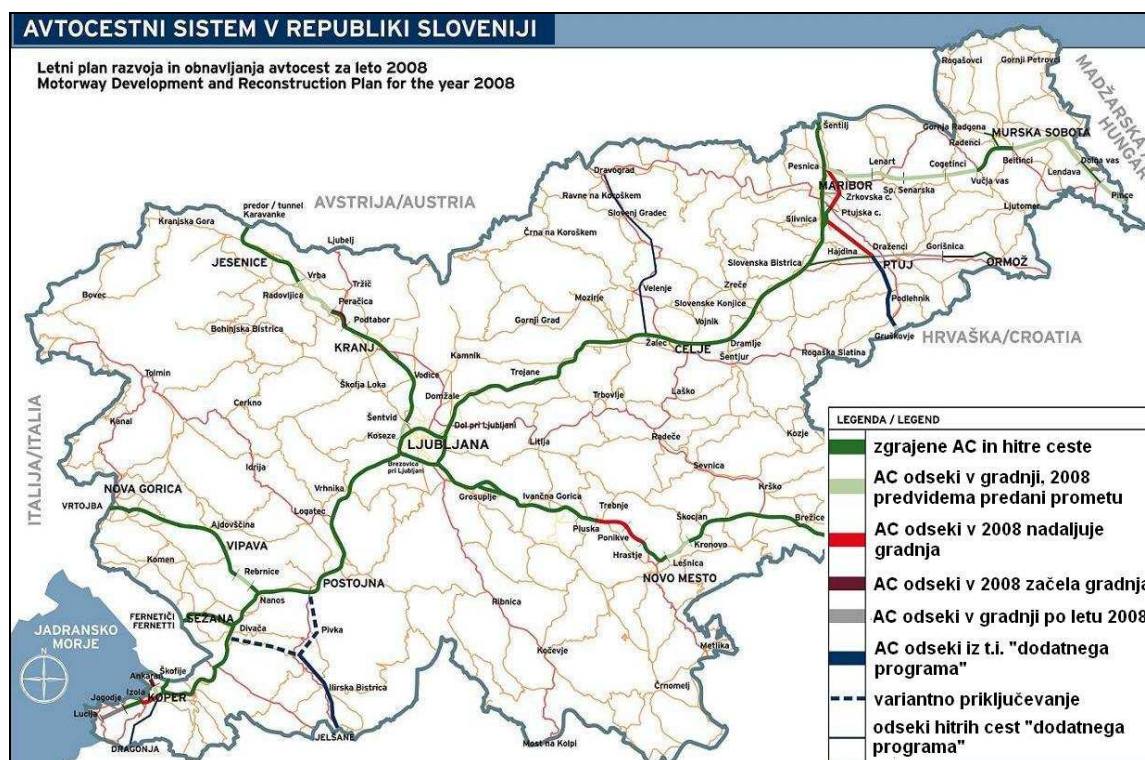 AVTOCESTNI SISTEM V REPUBLIKI SLOVENIJI
Letni plan razvoja in obnavljanja avtocest za leto 2008
Motorway Development and Reconstruction Plan for the year 2008
MADŽARSKA/
HUNGAR
AVSTRIJA/AUSTRIA
HRVAŠKA/CROATIA
ITALIJA/ITALIA
JADRANSKO
MORJE
N
Rogašovci
Gornji Petrovci
Šentilj
Gornja Radgona
Radenci
MURSKA SOBOTA
Pesnica
Lenart
Cogetinci
Beltinci
Dolga vas
Lendava
MARIBOR
Sp. Senarska
Vučja vas
Pince
Zrkovska c.
Ljutomer
Slivnica
Ptujska c.
Dravograd
Ravne na Koroškem
Slovenj Gradec
Črna na Koroškem
Hajdina
Draženci
Gorišnica
Slovenska Bistrica
PTUJ
ORMOŽ
Podlehnik
Gruškovje
predor / tunnel
Karavanke
Kranjska Gora
Ljubelj
JESENICE
Vrba
Tržič
Radovljica
Peračica
Podtabor
Bovec
Bohinjska Bistrica
KRANJ
Velenje
Zreče
Mozirje
Slovenske Konjice
Gornji Grad
Vojnik
Žalec
CELJE
Dramlje
Šentjur
Rogaška Slatina
Kamnik
Vodice
Trojane
Škofja Loka
Domžale
Laško
Trbovlje
Tolmin
Cerkno
Šentvid
Dol pri Ljubljani
Kanal
Koseze
LJUBLJANA
Litija
Radeče
Kozje
Brezovica
pri Ljubljani
Sevnica
Idrija
Krško
NOVA GORICA
Vrhnika
Grosuplje
Ivančna Gorica
Trebnje
VRTOJBA
Logatec
Škocjan
Brežice
Ajdovščina
Pluska
Ponikve
Kronovo
VIPAVA
Hrastje
Lešnica
Komen
NOVO MESTO
Rebrnice
POSTOJNA
Nanos
Ribnica
FERNETIČI
FERNETTI
SEŽANA
Divača
Pivka
Kočevje
Metlika
Škofije
Ankaran
Črnomelj
Izola
KOPER
Ilirska Bistrica
Jagodje
Lucija
DRAGONJA
JELŠANE
Most na Kolpi
LEGENDA / LEGEND
zgrajene AC in hitre ceste
AC odseki v gradnji, 2008
predvidema predani prometu
AC odseki v 2008 nadaljuje
gradnja
AC odseki v 2008 začela gradnja
AC odseki v gradnji po letu 2008
AC odseki iz t.i. "dodatnega
programa"
variantno priključevanje
odseki hitrih cest "dodatnega
programa"